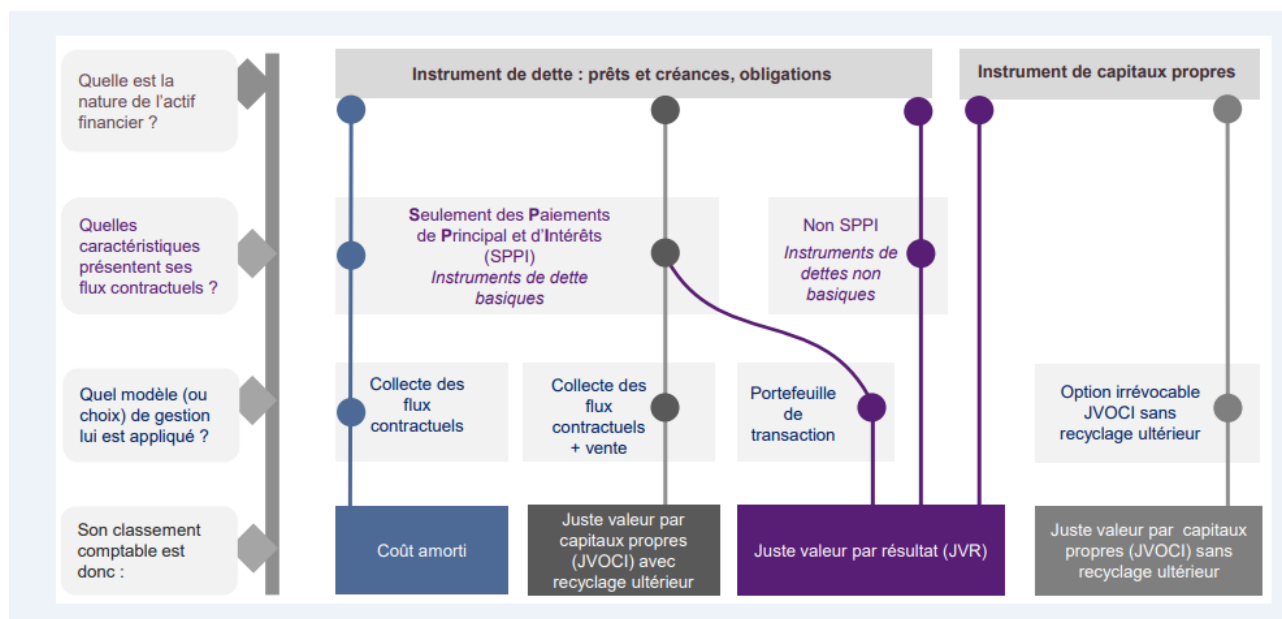 Quelle est la
nature de l'actif
financier ?
Instrument de dette : prêts et créances, obligations
Instrument de capitaux propres
Quelles
caractéristiques
présentent ses
flux contractuels ?
Seulement des Paiements
de Principal et d'Intérêts
(SPPI)
Instruments de dette
basiques
Non SPPI
Instruments de
dettes non
basiques
Quel modèle (ou
choix) de gestion
lui est appliqué ?
Collecte des
flux
contractuels
Collecte des
flux
contractuels
+ vente
Portefeuille
de
transaction
Option irrévocable
JVOCI sans
recyclage ultérieur
Son classement
comptable est
donc :
Coût amorti
Juste valeur par
capitaux propres
(JVOCI) avec
recyclage ultérieur
Juste valeur par résultat (JVR)
Juste valeur par capitaux
propres (JVOCI) sans
recyclage ultérieur